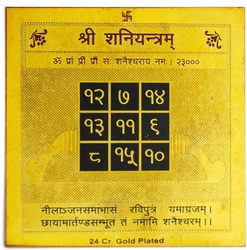 श्री शनियन्त्रम्
ॐ प्रां प्रीं प्रौं सः शनैश्चराय नमः। २३०००
१२ ७ १४
१३ ११ ९
८ १५ १०
नीलाञ्जनसमाभासं रविपुत्र यमाग्रजम्।
छायामार्तण्डसम्भूतं तं नमामि शनैश्चरम्।।
24 Cr. Gold Plated